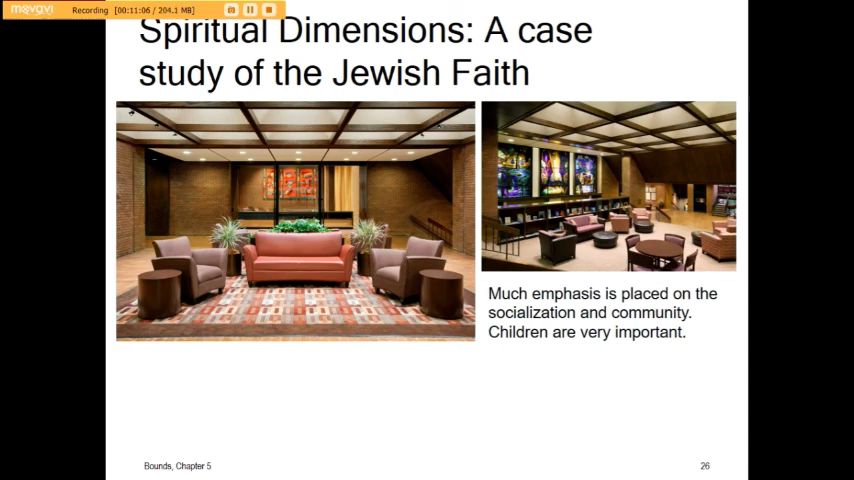 movavi Recording [00:11:06 / 204.1 MB]
Spiritual Dimensions: A case
study of the Jewish Faith
Much emphasis is placed on the
socialization and community.
Children are very important.
Bounds, Chapter 5
26